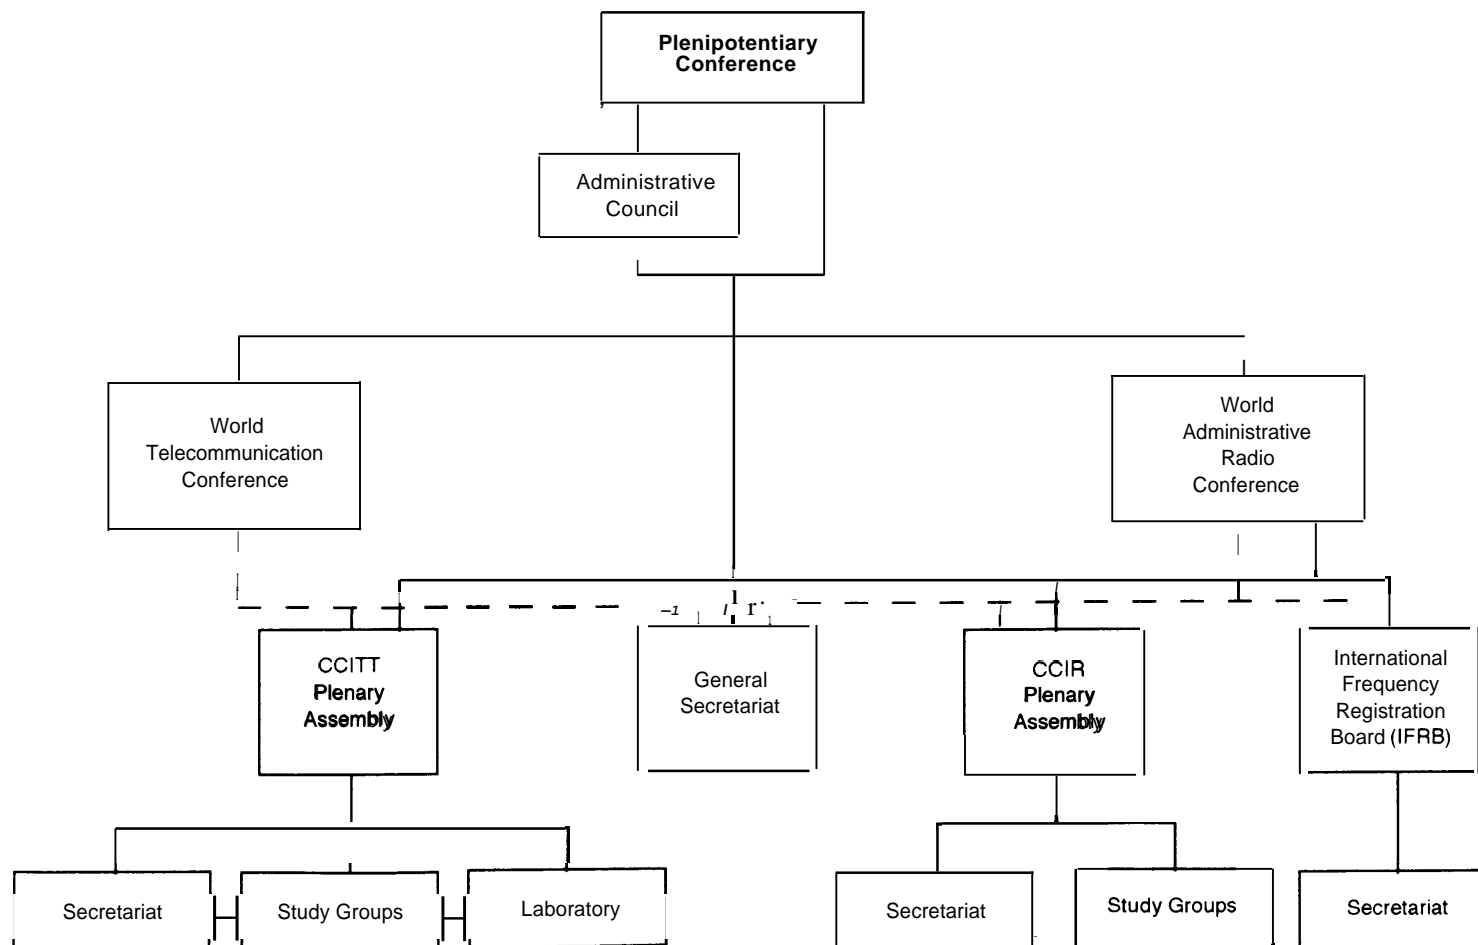 Plenipotentiary
Conference
Administrative
Council
World
Telecommunication
Conference
World
Administrative
Radio
Conference
CCITT
Plenary
Assembly
General
Secretariat
CCIR
Plenary
Assembly
International
Frequency
Registration
Board (IFRB)
Secretariat
Study Groups
Laboratory
Secretariat
Study Groups
Secretariat